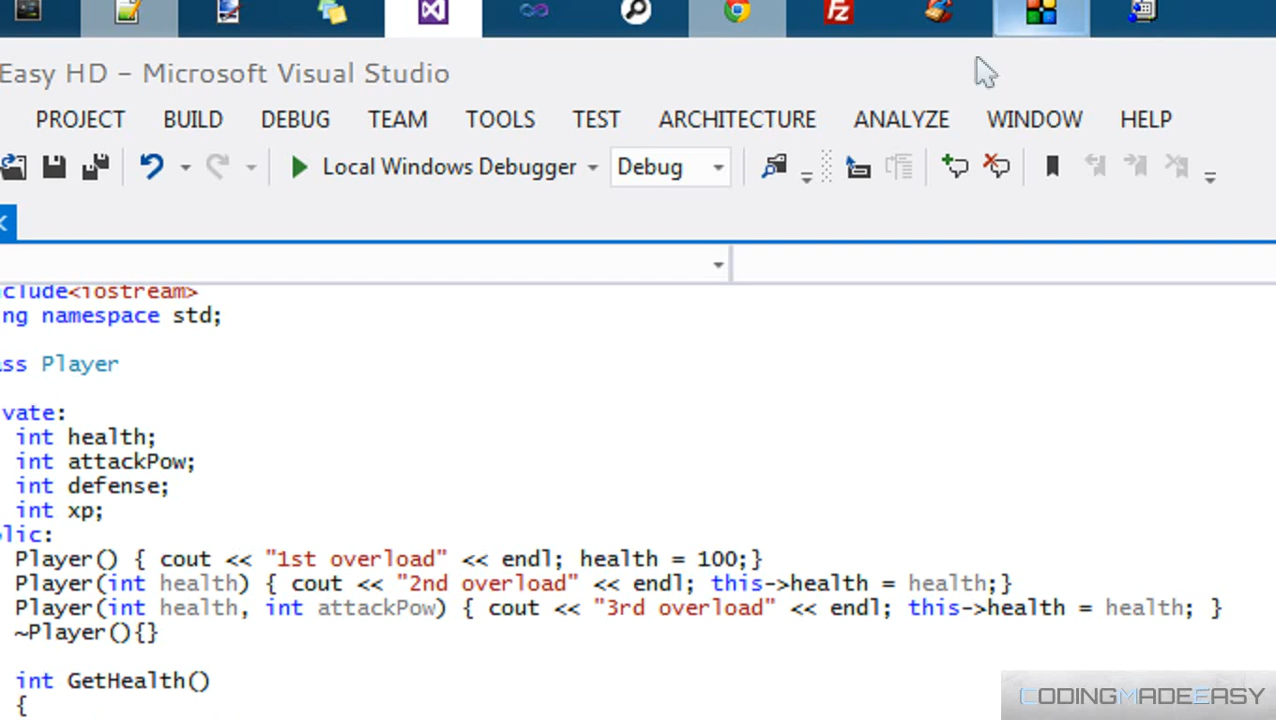 Fz
Easy HD - Microsoft Visual Studio
PROJECT BUILD DEBUG TEAM TOOLS TEST ARCHITECTURE ANALYZE WINDOW HELP
Local Windows Debugger Debug
nclude<iostream>
ng namespace std;
ass Player
vate:
int health;
int attackPow;
int defense;
int xp;
lic:
Player() { cout << "1st overload" << endl; health = 100;}
Player(int health) { cout << "2nd overload" << endl; this->health = health;}
Player(int health, int attackPow) { cout << "3rd overload" << endl; this->health = health; }
~Player(){}
int GetHealth()
{
CODINGMADEEASY